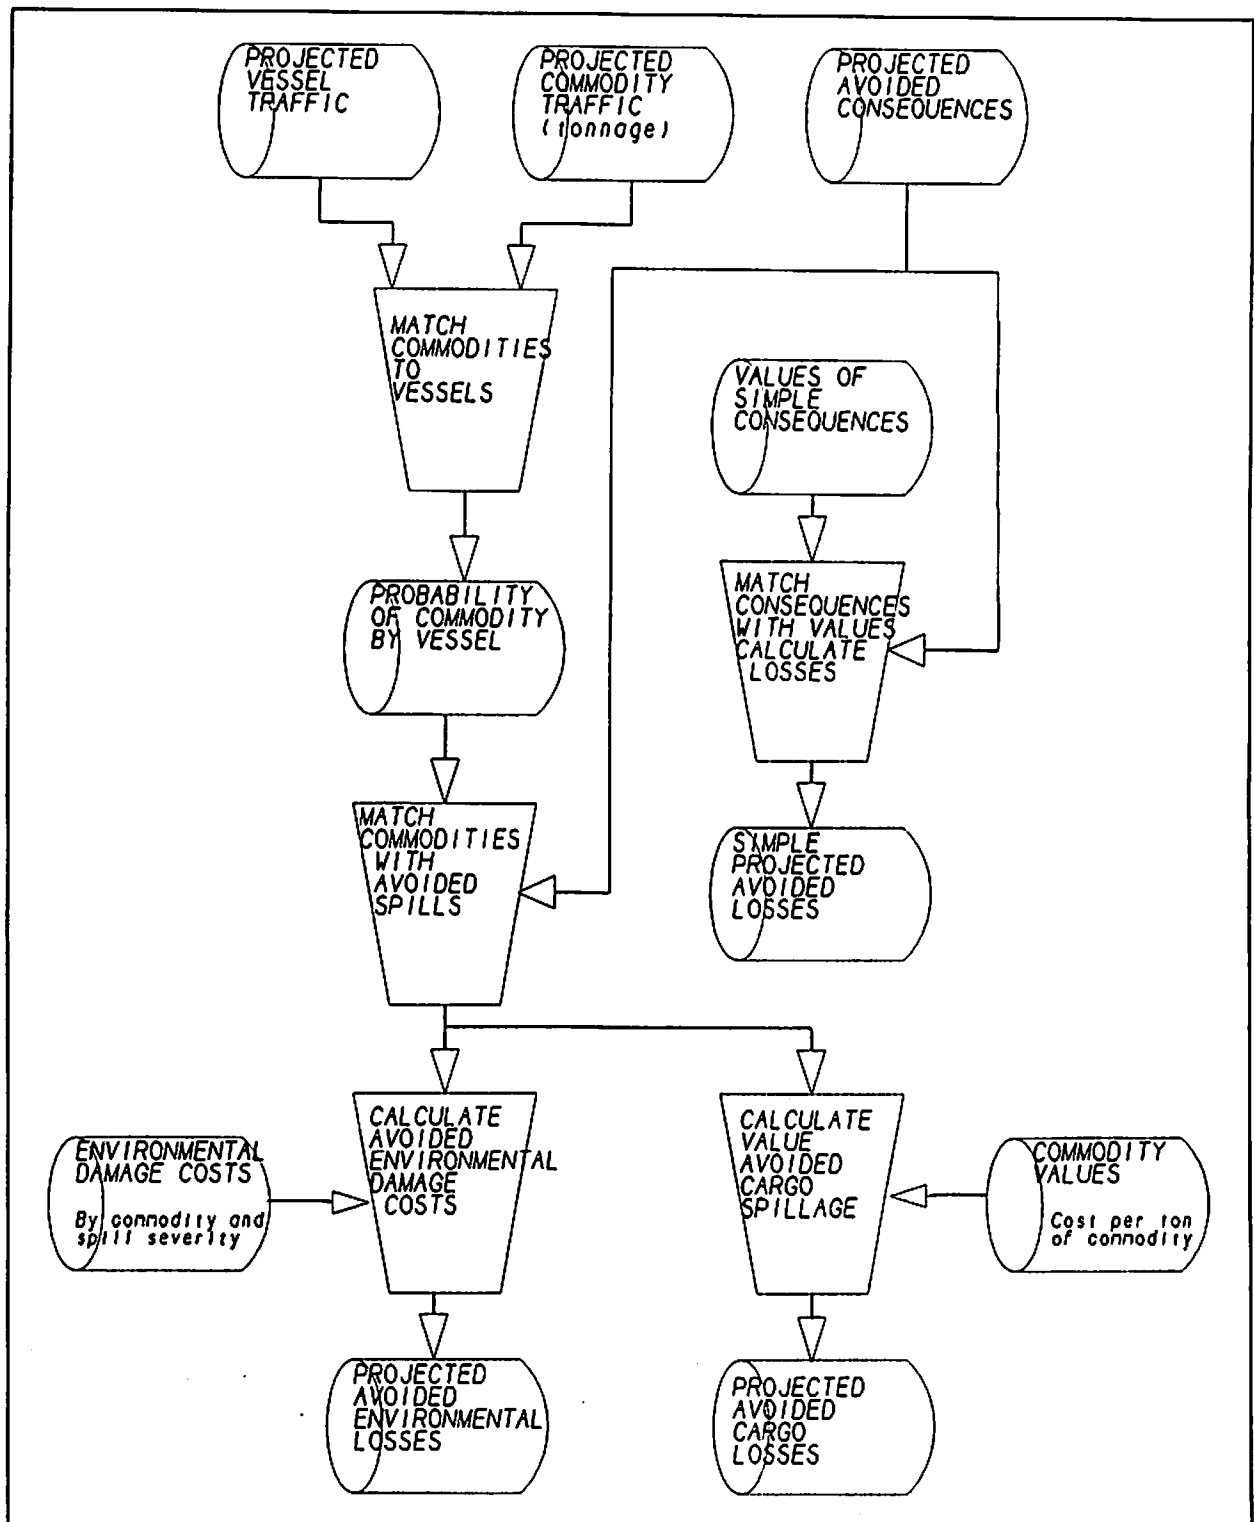 PROJECTED
VESSEL
TRAFFIC
PROJECTED
COMMODITY
TRAFFIC
(tonnage)
PROJECTED
AVOIDED
CONSEQUENCES
MATCH
COMMODITIES
TO
VESSELS
VALUES OF
SIMPLE
CONSEQUENCES
PROBABILITY
OF COMMODITY
BY VESSEL
MATCH
CONSEQUENCES
WITH VALUES
CALCULATE
LOSSES
MATCH
COMMODITIES
WITH
AVOIDED
SPILLS
SIMPLE
PROJECTED
AVOIDED
LOSSES
ENVIRONMENTAL
DAMAGE COSTS
By commodity and
spill severity
CALCULATE
AVOIDED
ENVIRONMENTAL
DAMAGE
COSTS
CALCULATE
VALUE
AVOIDED
CARGO
SPILLAGE
COMMODITY
VALUES
Cost per ton
of commodity
PROJECTED
AVOIDED
ENVIRONMENTAL
LOSSES
PROJECTED
AVOIDED
CARGO
LOSSES